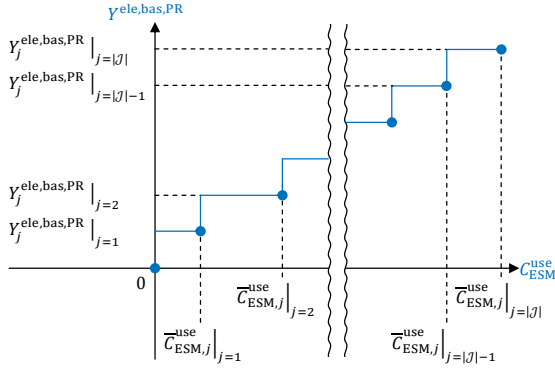 Y^{ele,bas,PR}
Y_j^{ele,bas,PR}|_{j=|𝒥|}
Y_j^{ele,bas,PR}|_{j=|𝒥|−1}
Y_j^{ele,bas,PR}|_{j=2}
Y_j^{ele,bas,PR}|_{j=1}
0
C_{ESM}^{use}
\overline{C}_{ESM,j}^{use}|_{j=2}
\overline{C}_{ESM,j}^{use}|_{j=|𝒥|}
\overline{C}_{ESM,j}^{use}|_{j=1}
\overline{C}_{ESM,j}^{use}|_{j=|𝒥|−1}